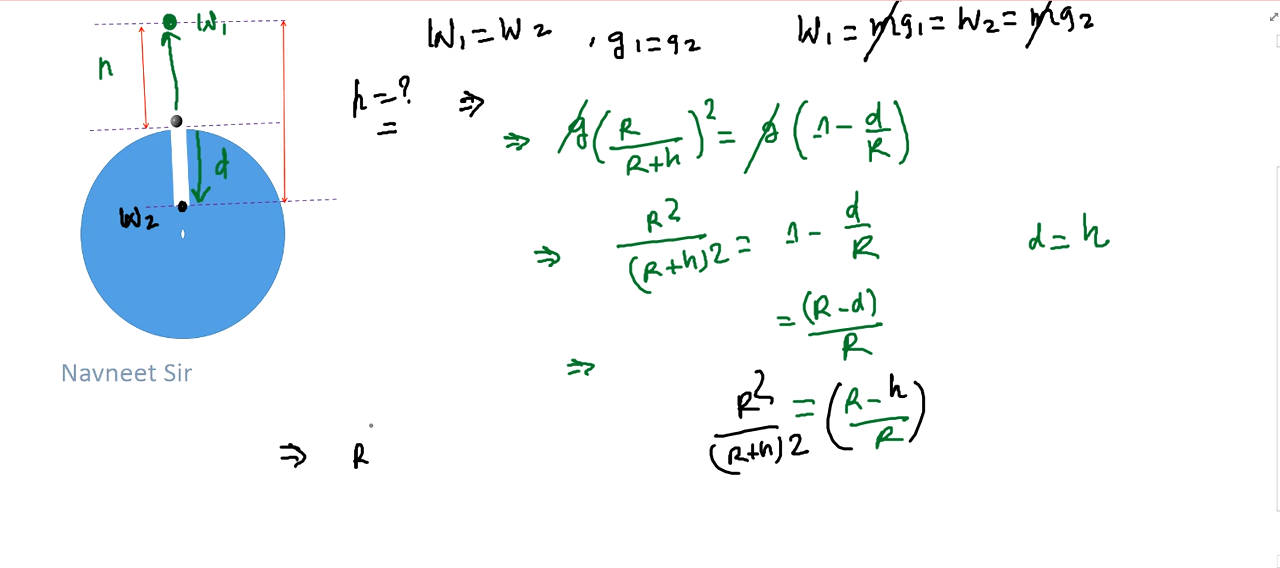 W1
h
d
W2
Navneet Sir
W1 = W2 , g1 = g2
W1 = mg1 = W2 = mg2
h = ? ⇒
⇒ g(R/(R+h))² = g(1 - d/R)
⇒ R²/(R+h)² = 1 - d/R
d = h
= (R-d)/R
⇒
R²/(R+h)² = ((R-h)/R)
⇒ R